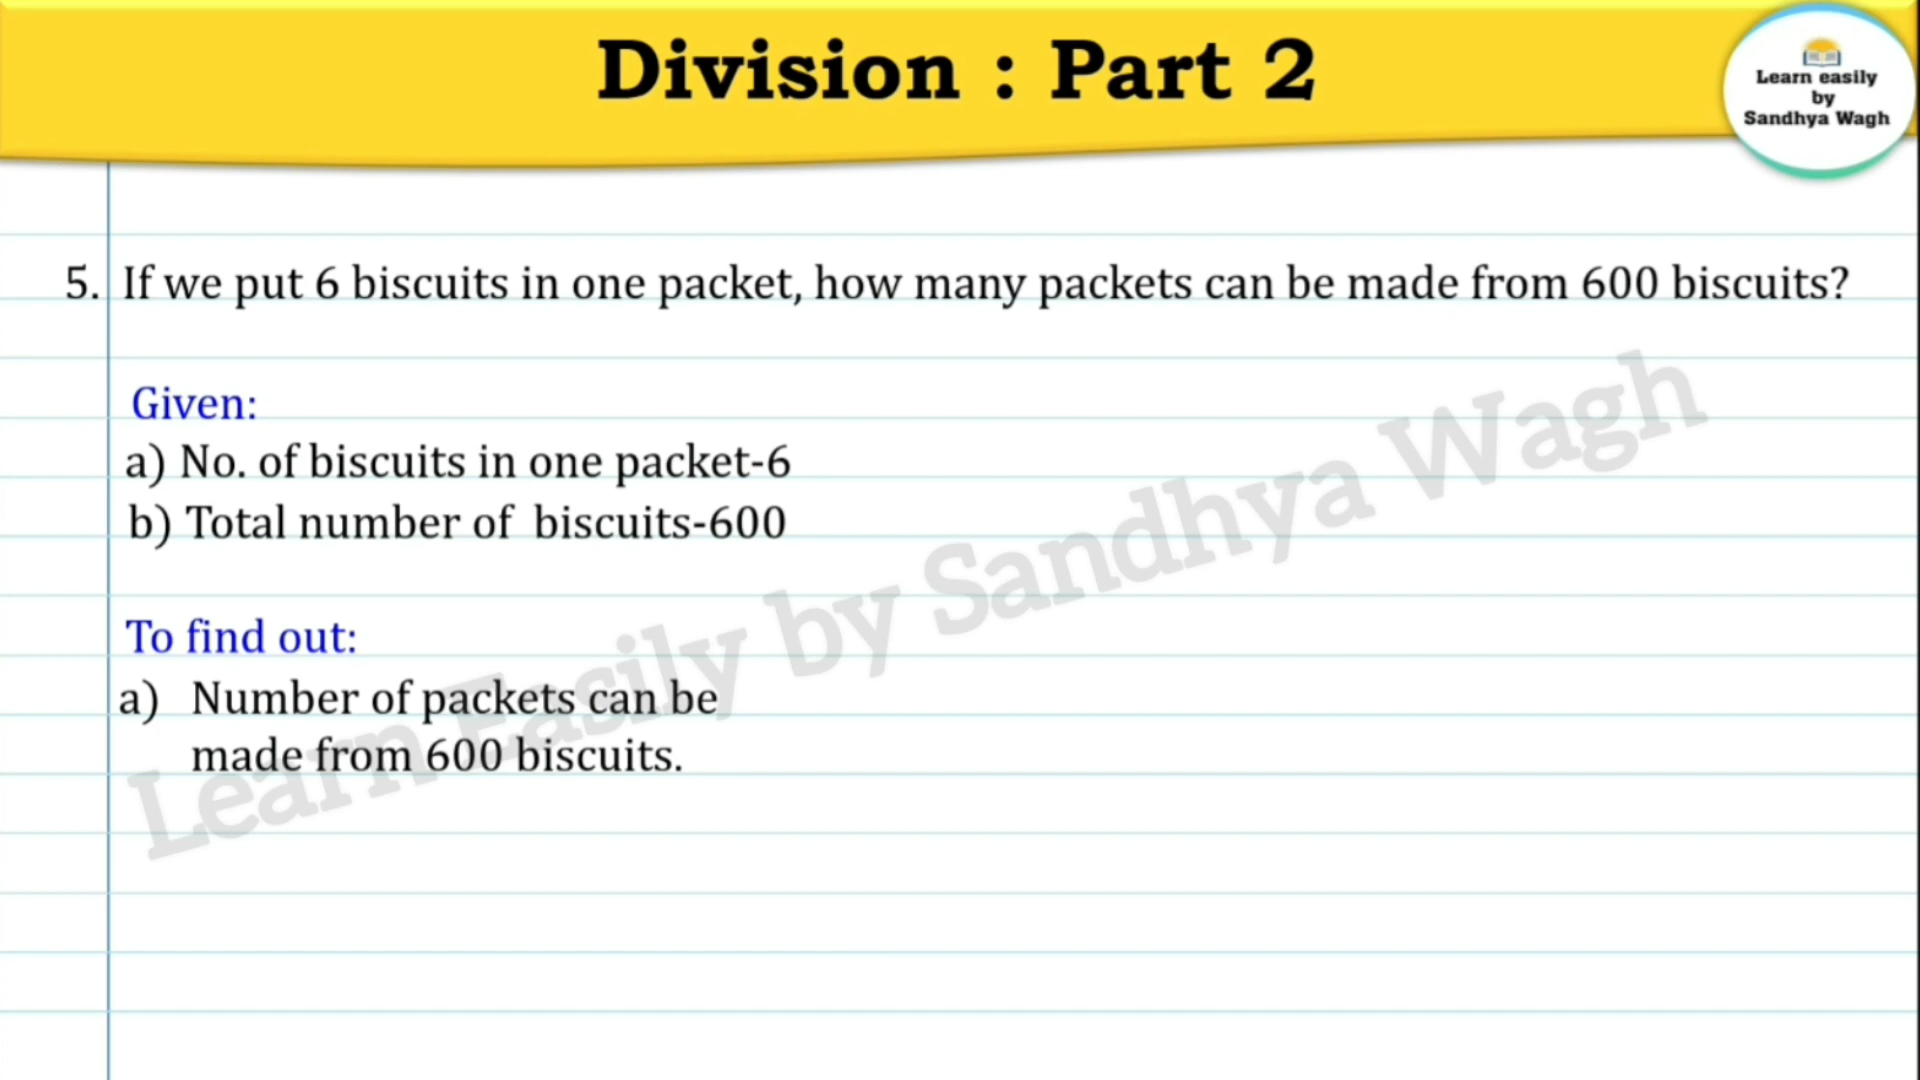 Division : Part 2
Learn easily
by
Sandhya Wagh
5. If we put 6 biscuits in one packet, how many packets can be made from 600 biscuits?
Given:
a) No. of biscuits in one packet-6
b) Total number of biscuits-600
To find out:
a) Number of packets can be
made from 600 biscuits.
Learn Easily by Sandhya Wagh